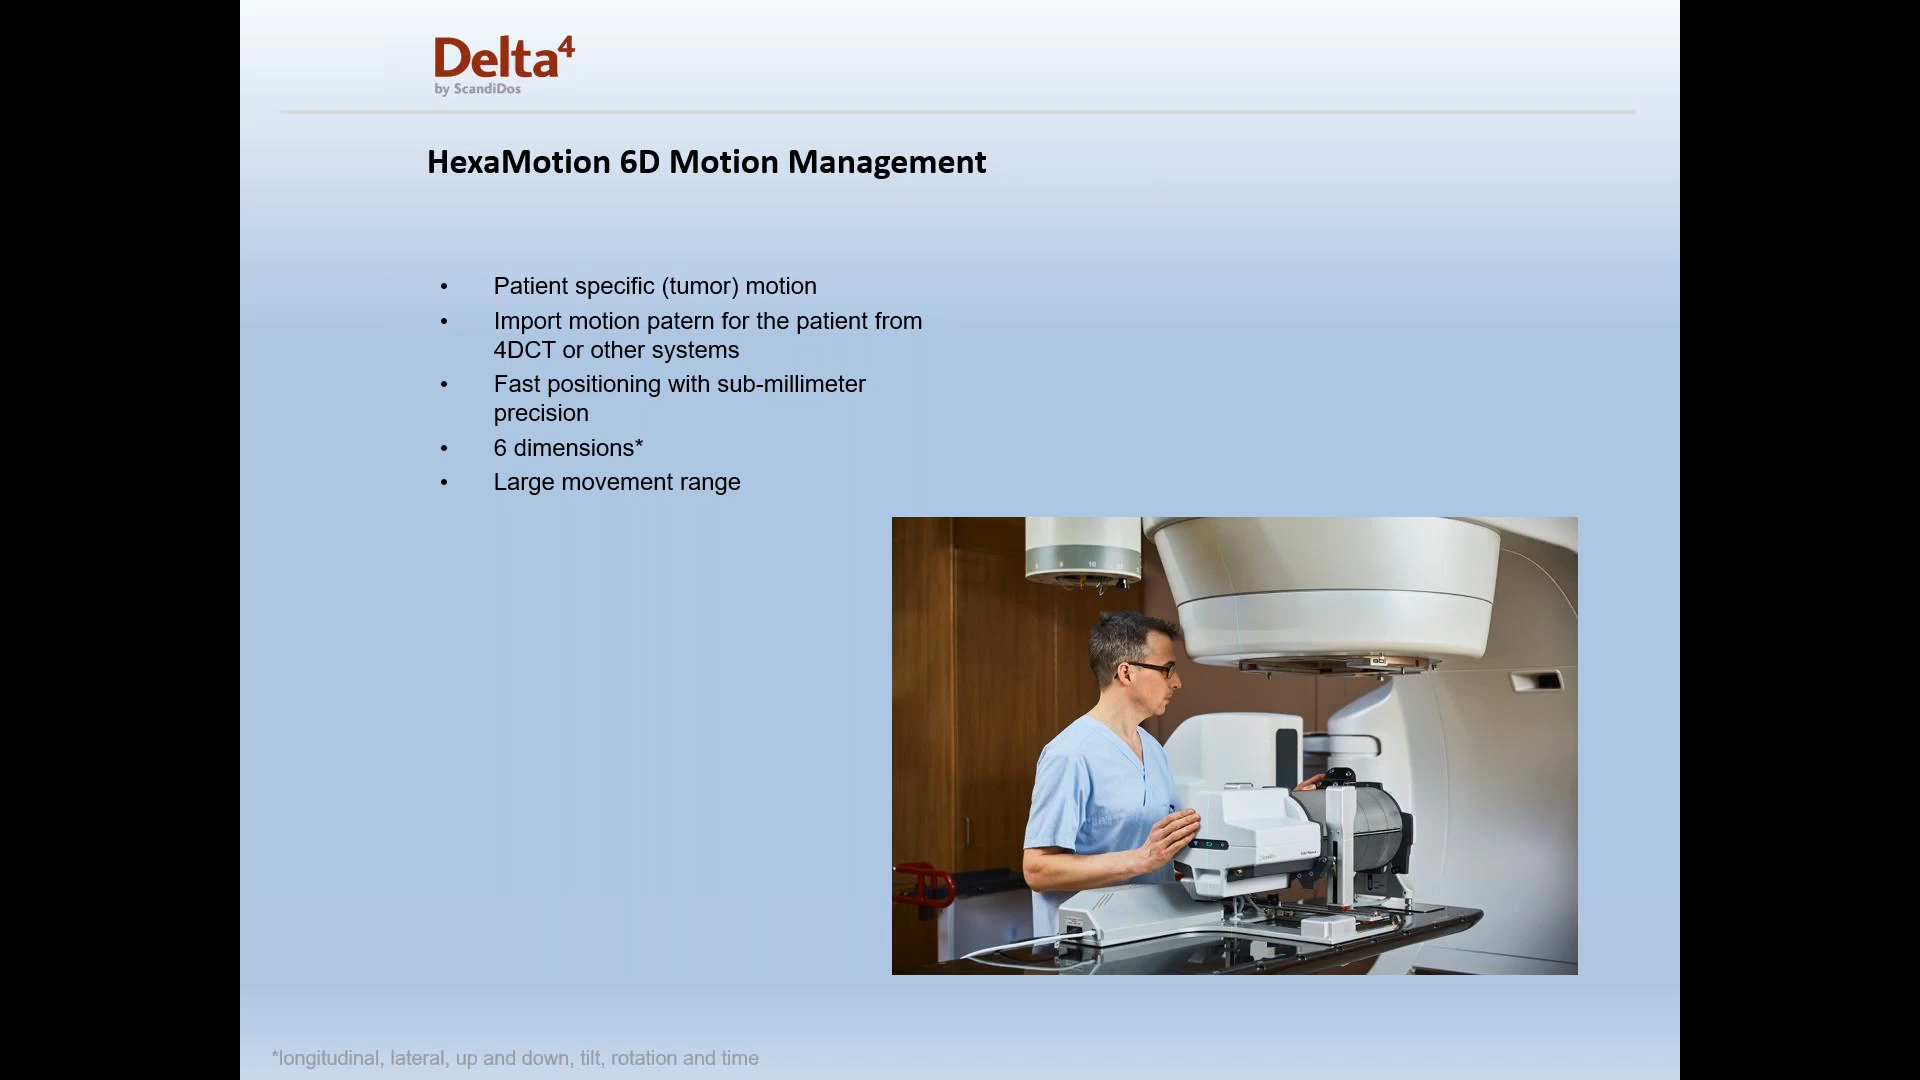 Delta4
by ScandiDos
HexaMotion 6D Motion Management
• Patient specific (tumor) motion
• Import motion patern for the patient from
4DCT or other systems
• Fast positioning with sub-millimeter
precision
• 6 dimensions*
• Large movement range
*longitudinal, lateral, up and down, tilt, rotation and time